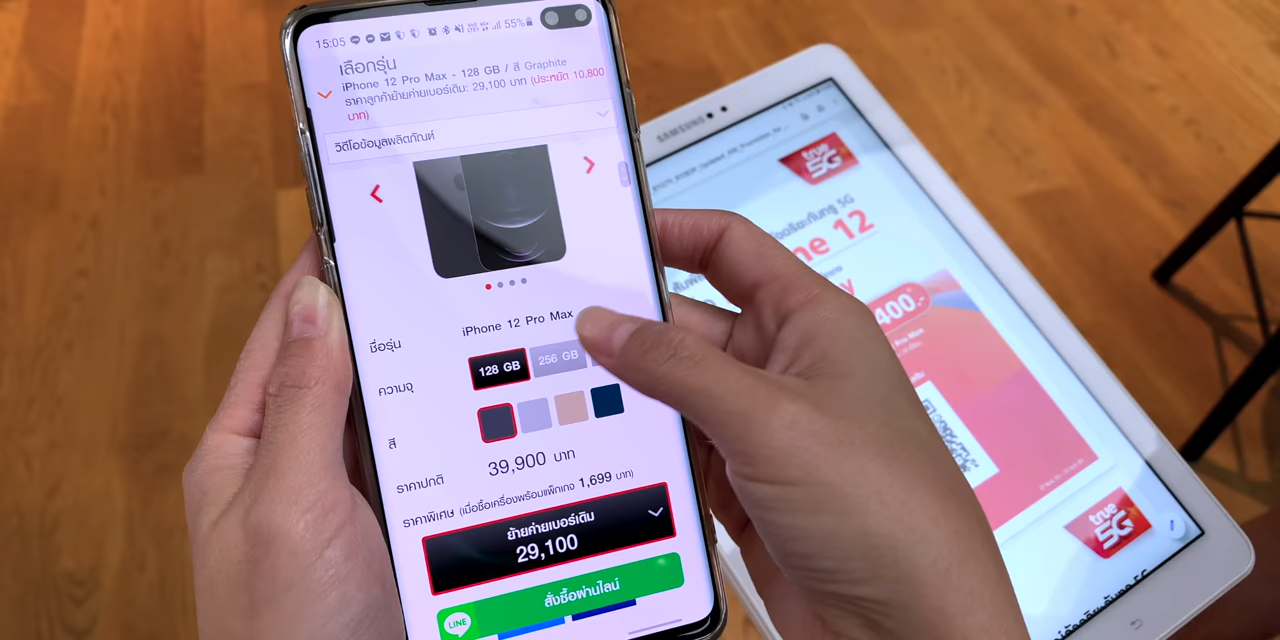 15:05
55%
เลือกรุ่น
iPhone 12 Pro Max - 128 GB / สี Graphite
ราคาลูกค้าย้ายค่ายเบอร์เดิม: 29,100 บาท (ประหยัด 10,800
บาท)
วิดีโอข้อมูลผลิตภัณฑ์
ชื่อรุ่น iPhone 12 Pro Max
ความจุ 128 GB 256 GB
สี
ราคาปกติ 39,900 บาท
ราคาพิเศษ (เมื่อซื้อเครื่องพร้อมแพ็กเกจ 1,699 บาท)
ย้ายค่ายเบอร์เดิม
29,100
LINE สั่งซื้อผ่านไลน์
SAMSUNG
true
5G
5G
ne 12
400.-
Pro Max
true
5G